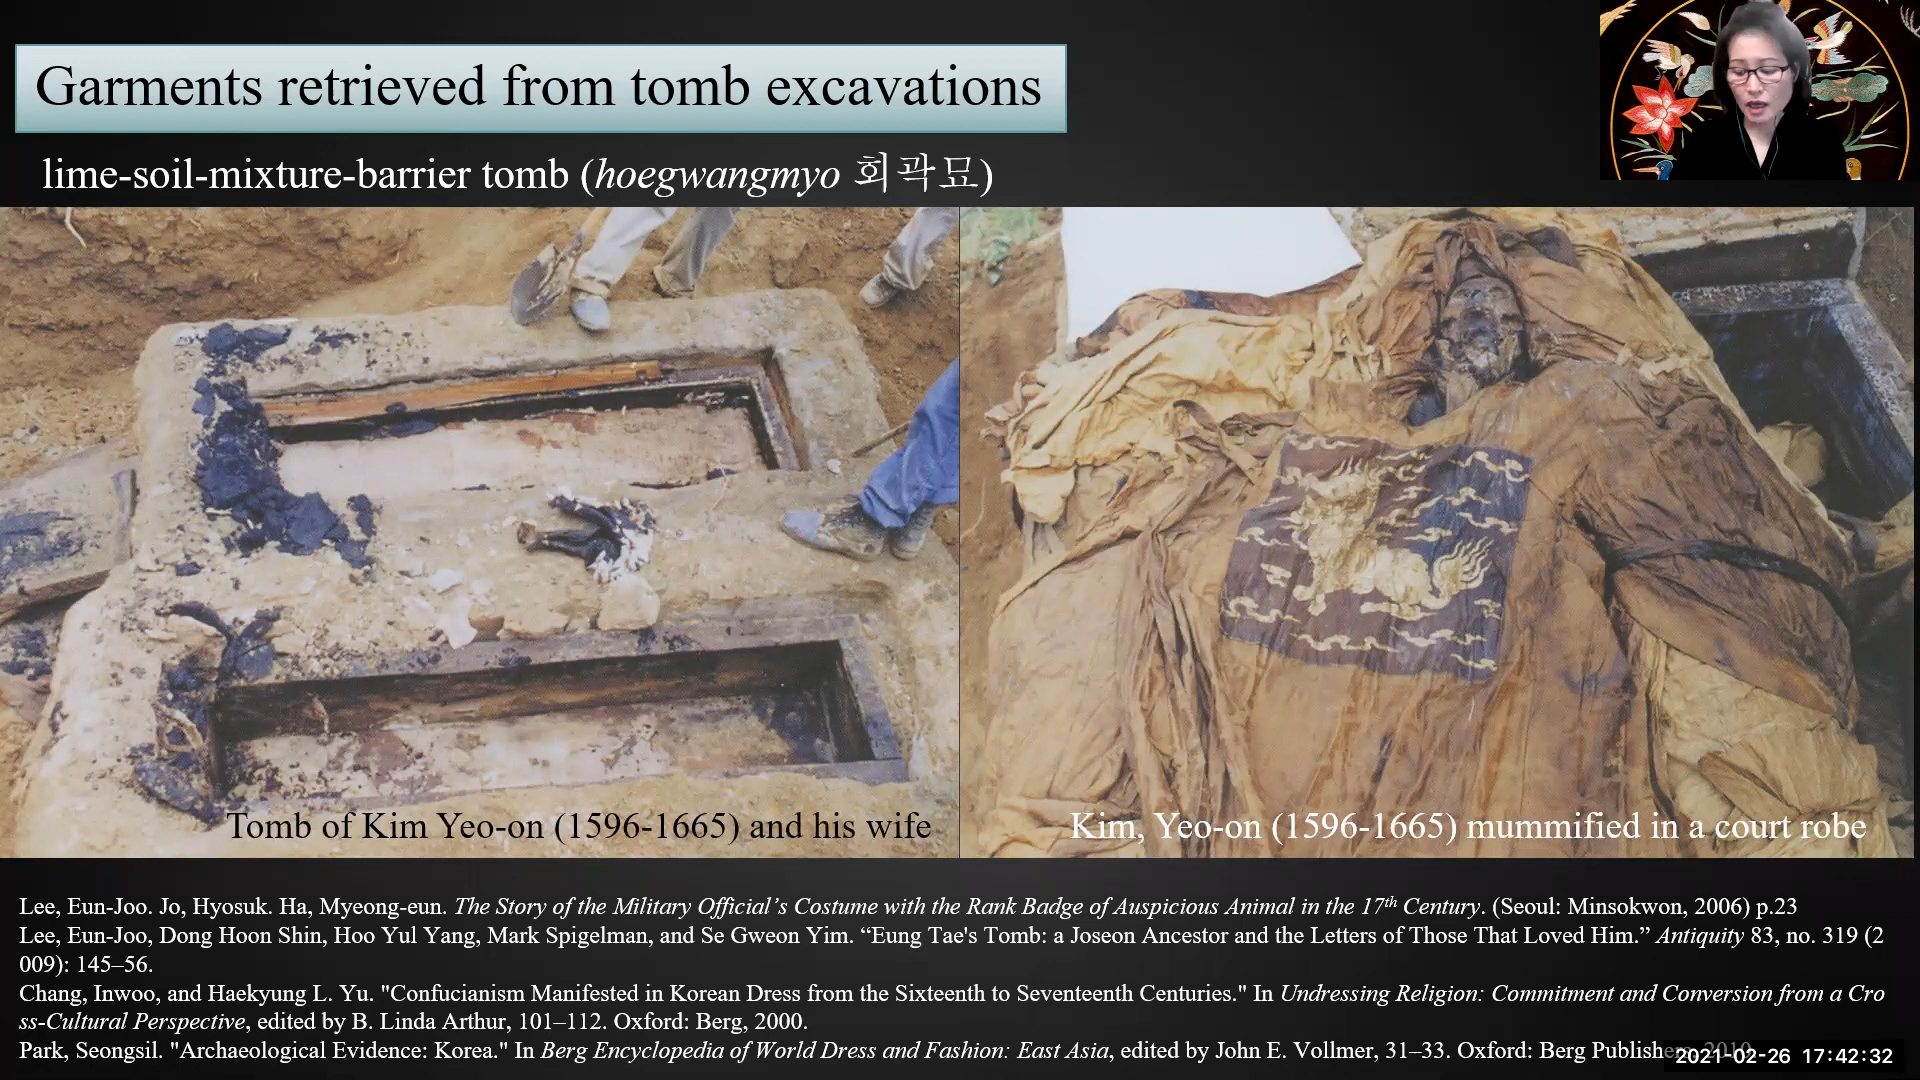 Garments retrieved from tomb excavations
lime-soil-mixture-barrier tomb (hoegwangmyo 회곽묘)
Tomb of Kim Yeo-on (1596-1665) and his wife
Kim, Yeo-on (1596-1665) mummified in a court robe
Lee, Eun-Joo. Jo, Hyosuk. Ha, Myeong-eun. The Story of the Military Official’s Costume with the Rank Badge of Auspicious Animal in the 17th Century. (Seoul: Minsokwon, 2006) p.23
Lee, Eun-Joo, Dong Hoon Shin, Hoo Yul Yang, Mark Spigelman, and Se Gweon Yim. “Eung Tae's Tomb: a Joseon Ancestor and the Letters of Those That Loved Him.” Antiquity 83, no. 319 (2
009): 145–56.
Chang, Inwoo, and Haekyung L. Yu. "Confucianism Manifested in Korean Dress from the Sixteenth to Seventeenth Centuries." In Undressing Religion: Commitment and Conversion from a Cro
ss-Cultural Perspective, edited by B. Linda Arthur, 101–112. Oxford: Berg, 2000.
Park, Seongsil. "Archaeological Evidence: Korea." In Berg Encyclopedia of World Dress and Fashion: East Asia, edited by John E. Vollmer, 31–33. Oxford: Berg
2021-02-26 17:42:32